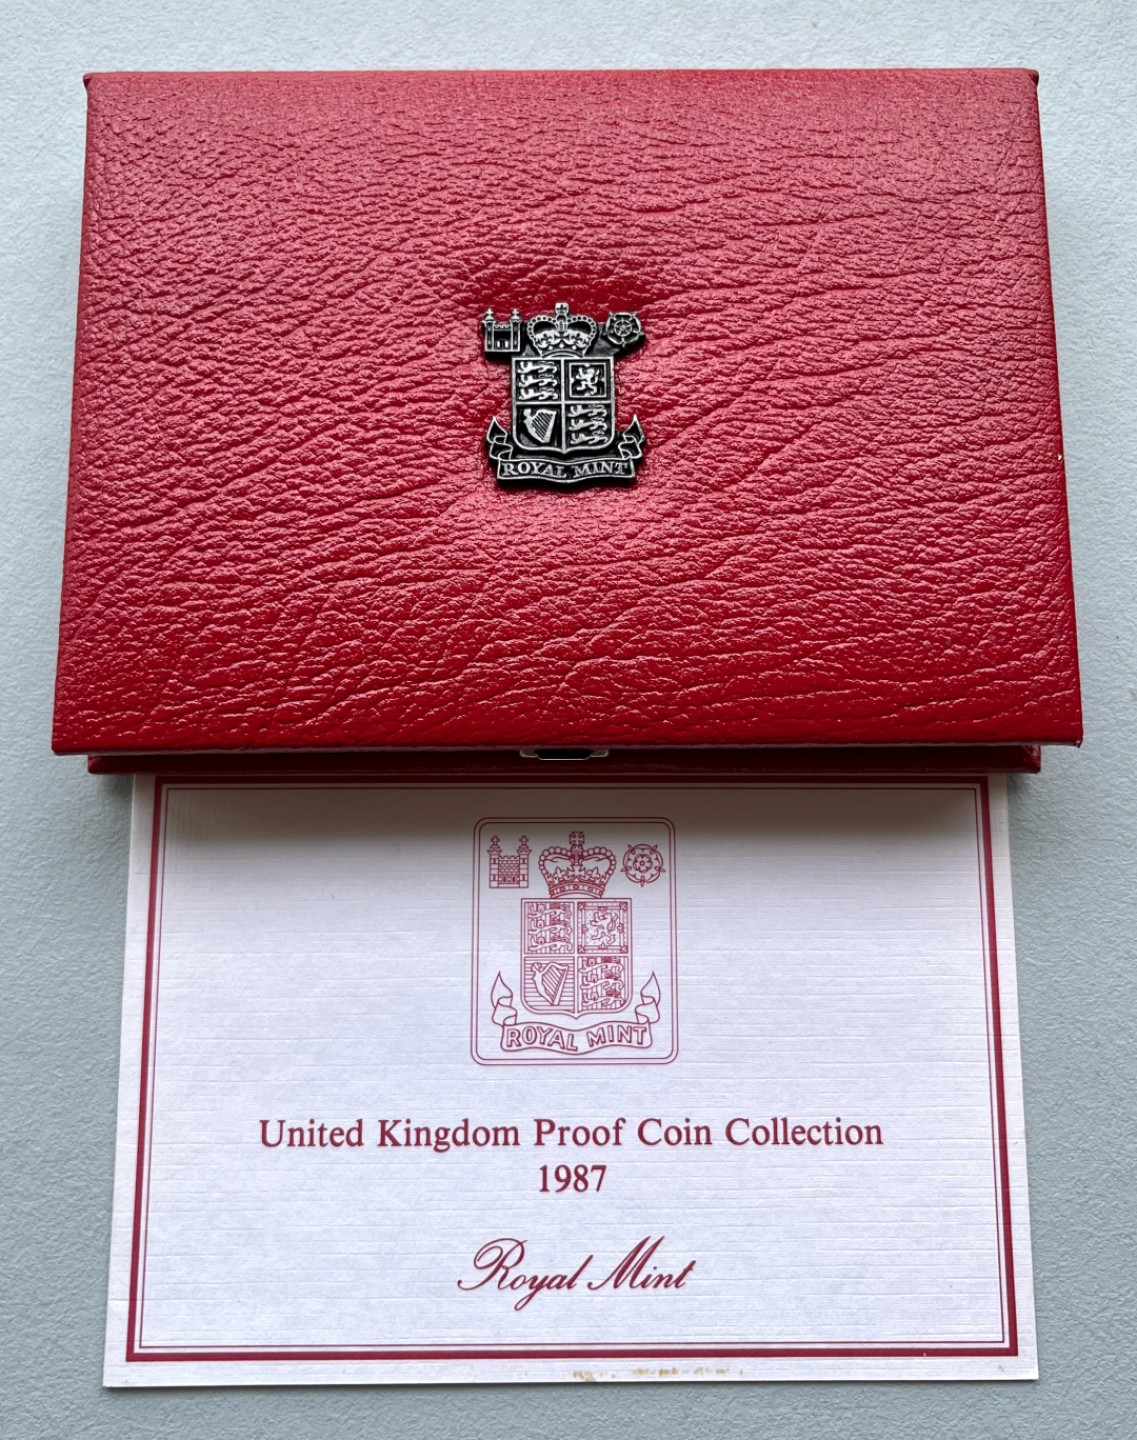 ROYAL MINT
ROYAL MINT
United Kingdom Proof Coin Collection
1987
Royal Mint